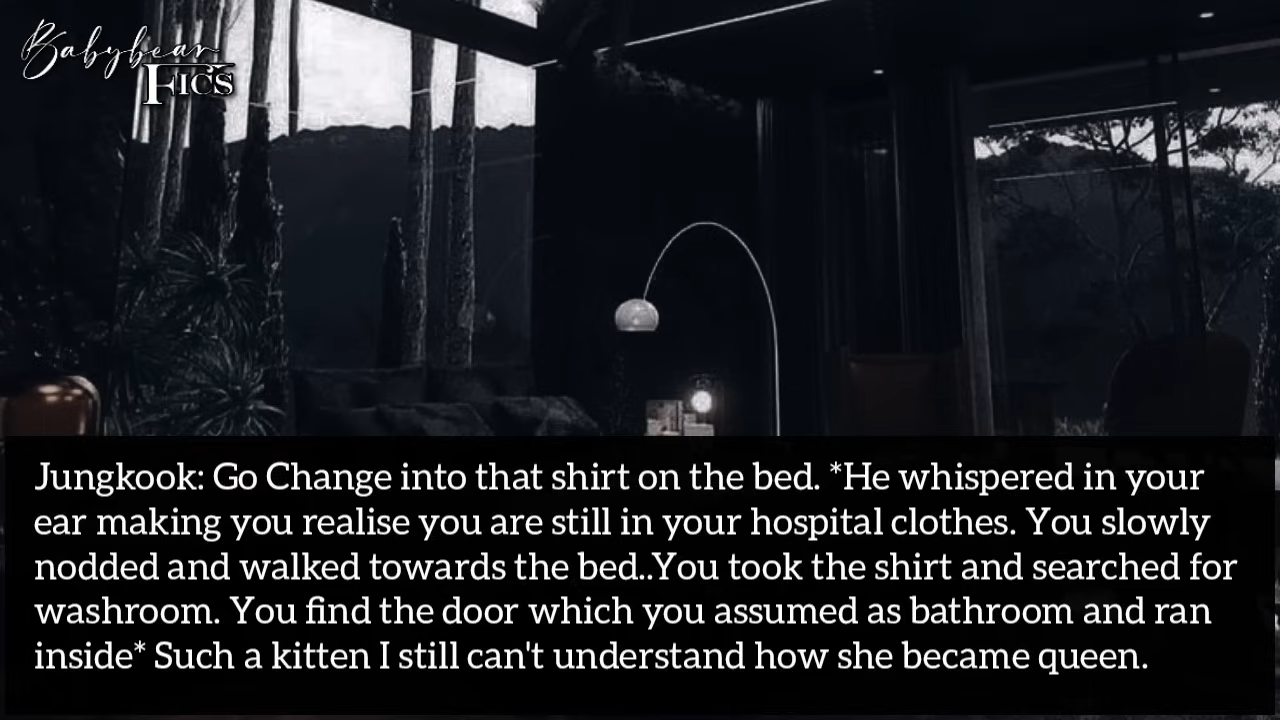 Babybear
Fics
Jungkook: Go Change into that shirt on the bed. *He whispered in your
ear making you realise you are still in your hospital clothes. You slowly
nodded and walked towards the bed..You took the shirt and searched for
washroom. You find the door which you assumed as bathroom and ran
inside* Such a kitten I still can't understand how she became queen.